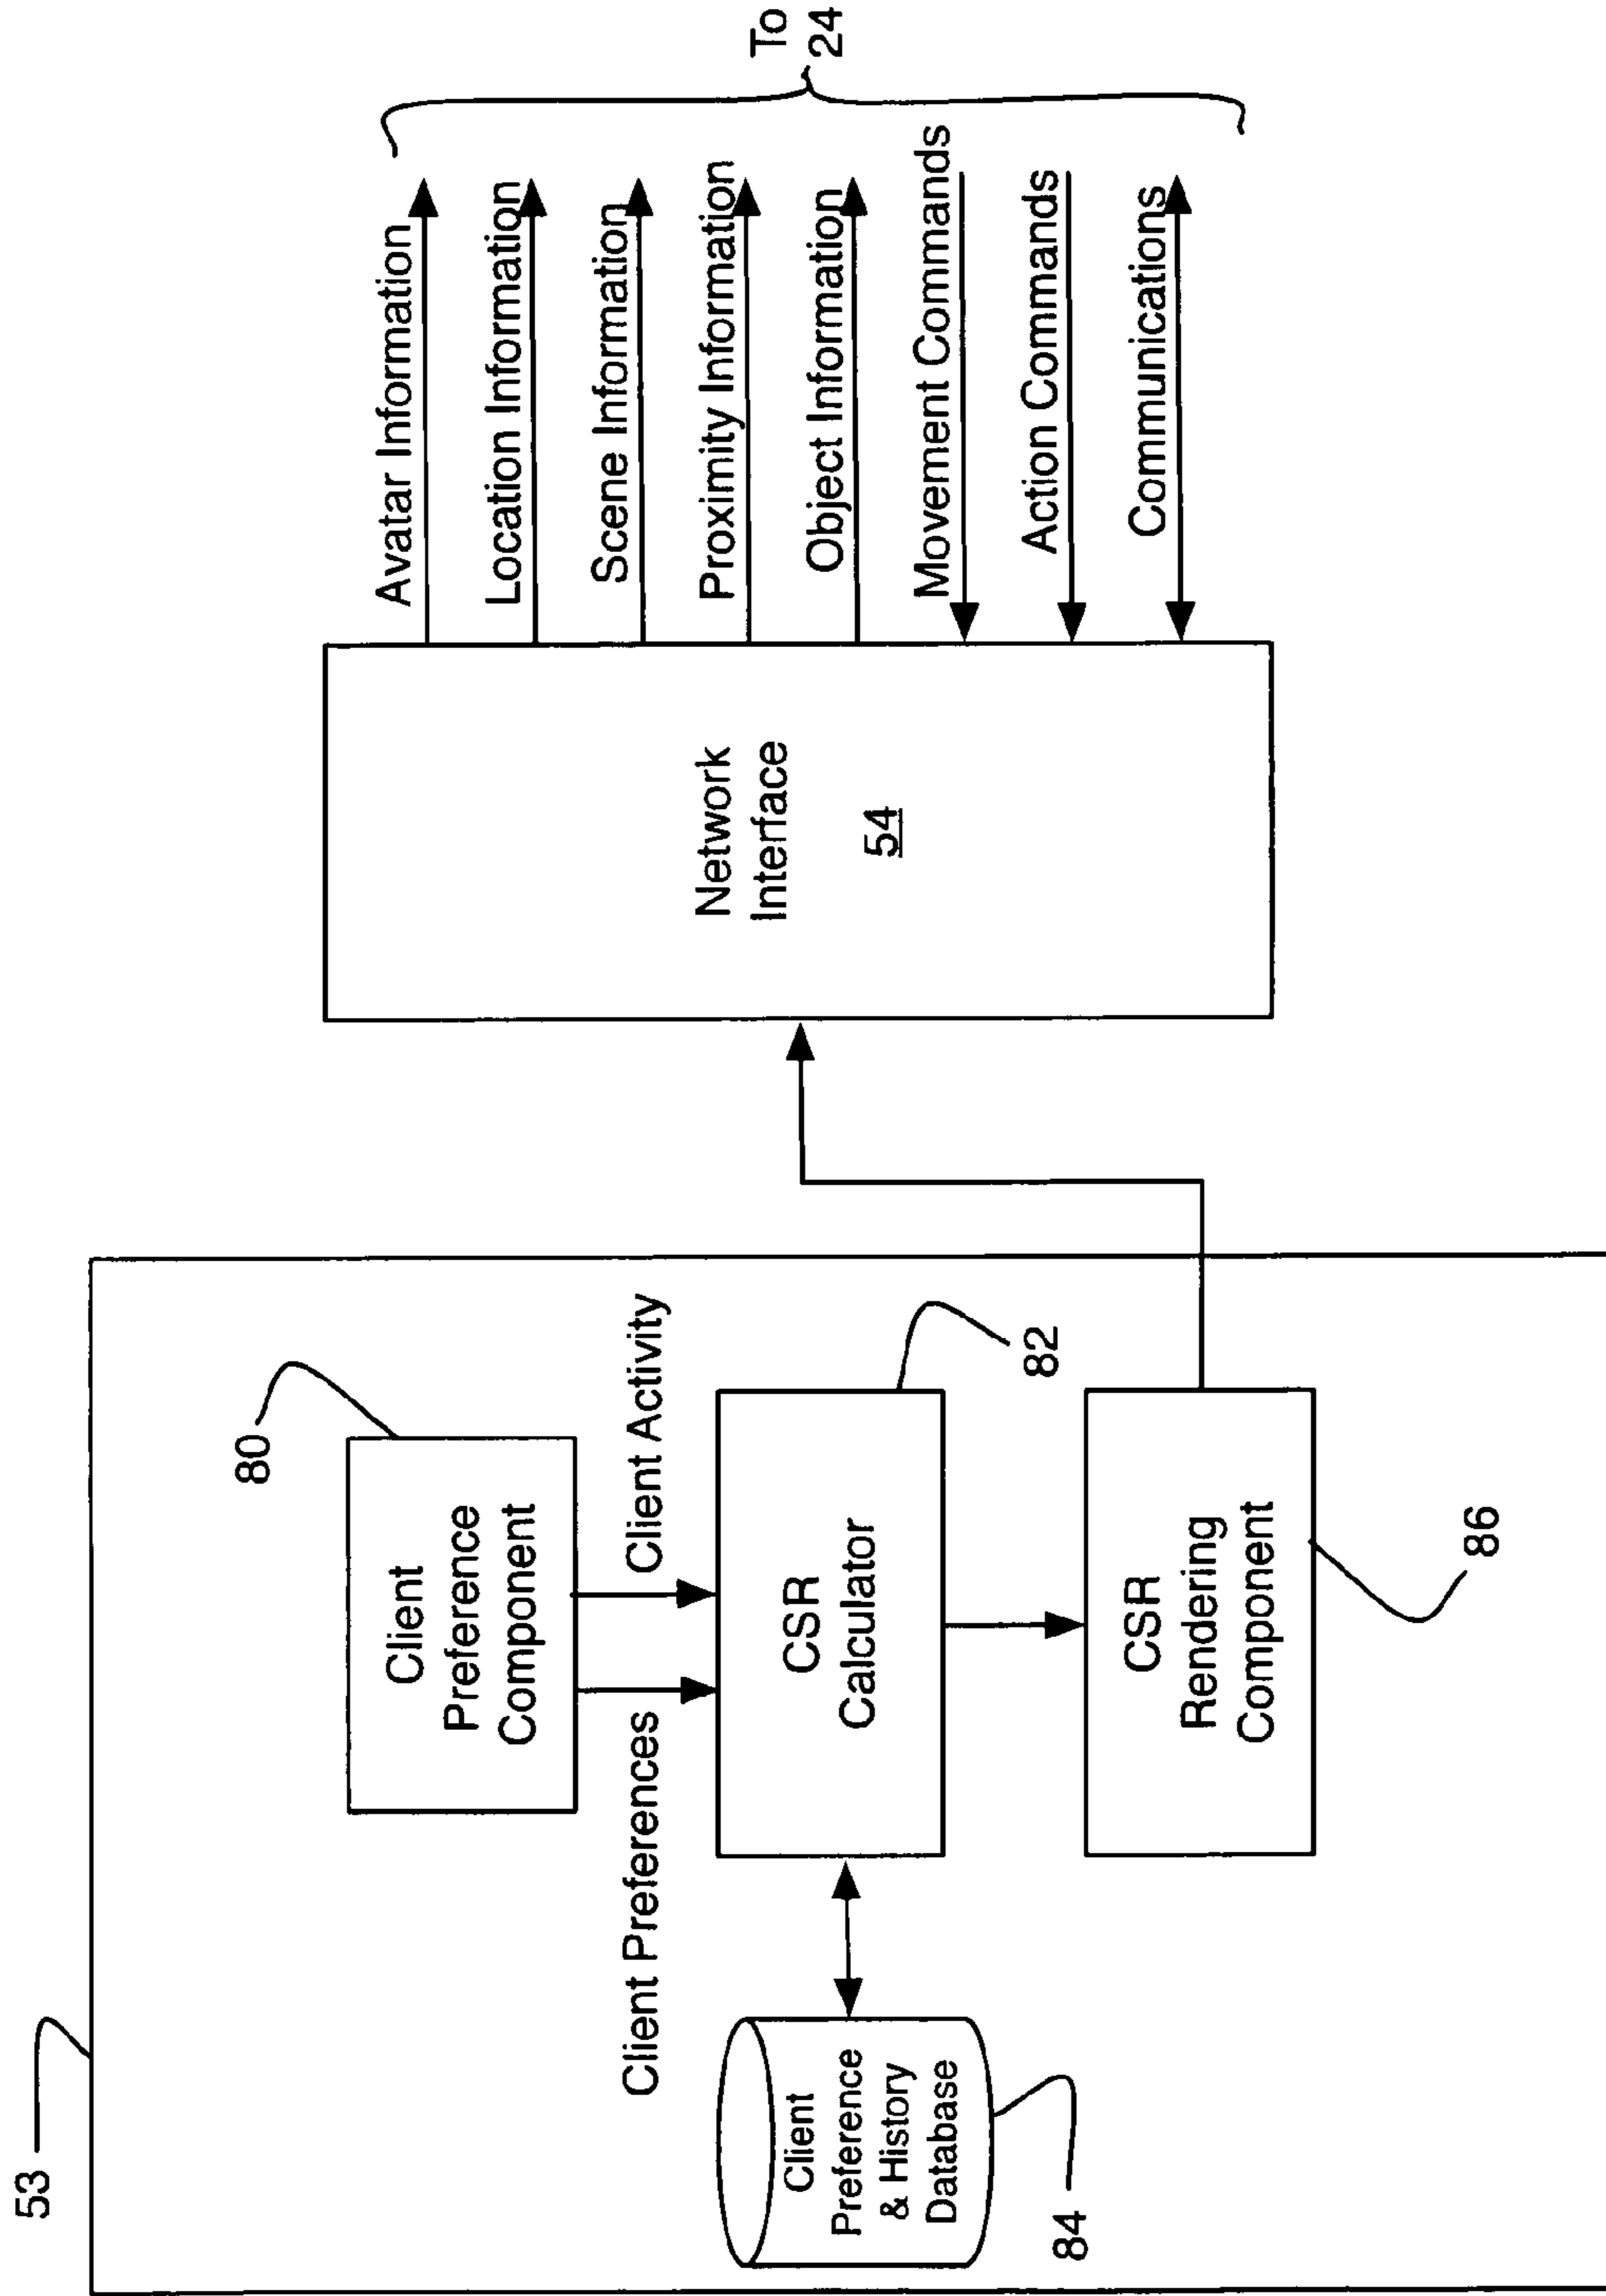 53
80
Client
Preference
Component
Client Preferences
Client Activity
Client
Preference
& History
Database
84
CSR
Calculator
82
CSR
Rendering
Component
86
Network
Interface
54
Avatar Information
Location Information
Scene Information
Proximity Information
Object Information
Movement Commands
Action Commands
Communications
To
24